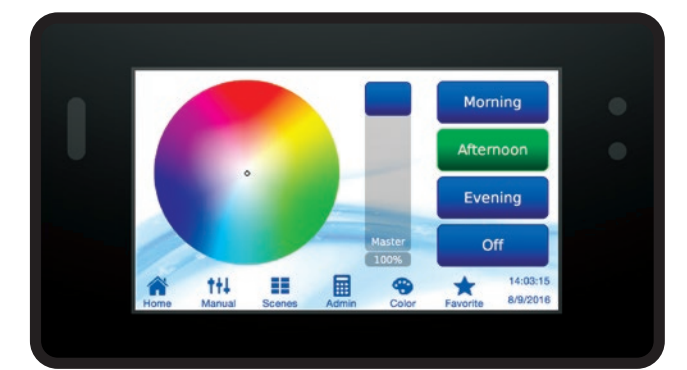 Morning
Afternoon
Evening
Off
Master
100%
Home
Manual
Scenes
Admin
Color
Favorite
14:03:15
8/9/2016